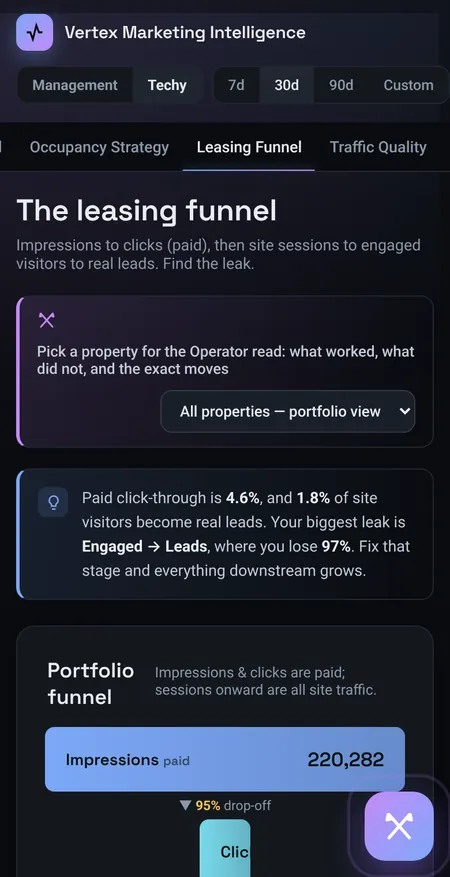 Vertex Marketing Intelligence
Management Techy 7d 30d 90d Custom
Occupancy Strategy Leasing Funnel Traffic Quality
The leasing funnel
Impressions to clicks (paid), then site sessions to engaged
visitors to real leads. Find the leak.
Pick a property for the Operator read: what worked, what
did not, and the exact moves
All properties — portfolio view
Paid click-through is 4.6%, and 1.8% of site
visitors become real leads. Your biggest leak is
Engaged → Leads, where you lose 97%. Fix that
stage and everything downstream grows.
Portfolio
funnel
Impressions & clicks are paid;
sessions onward are all site traffic.
Impressions paid 220,282
▼ 95% drop-off
Clic